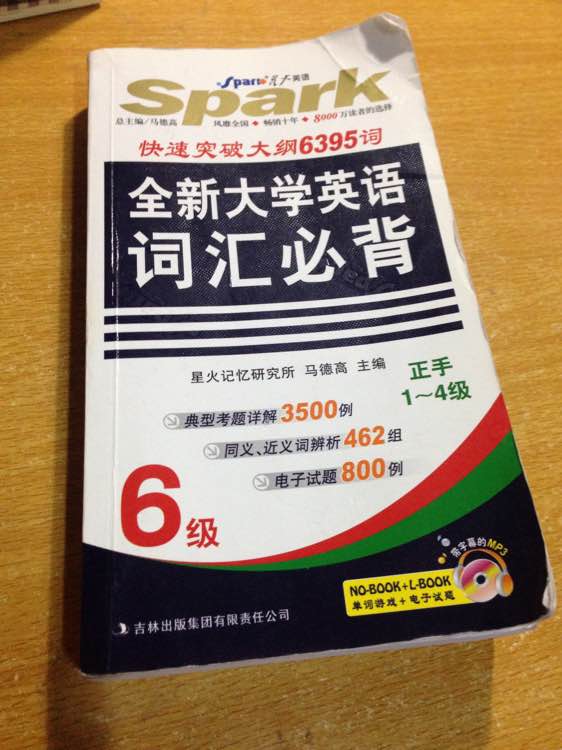 Spark 星火英语
Spark
总主编/马德高 风靡全国◆畅销十年◆8000万读者的选择
快速突破大纲6395词
全新大学英语
词汇必背
星火记忆研究所 马德高 主编
正手
1~4级
典型考题详解3500例
同义、近义词辨析462组
电子试题800例
6级
带字幕的MP3
NO-BOOK+L-BOOK
单词游戏+电子试题
吉林出版集团有限责任公司